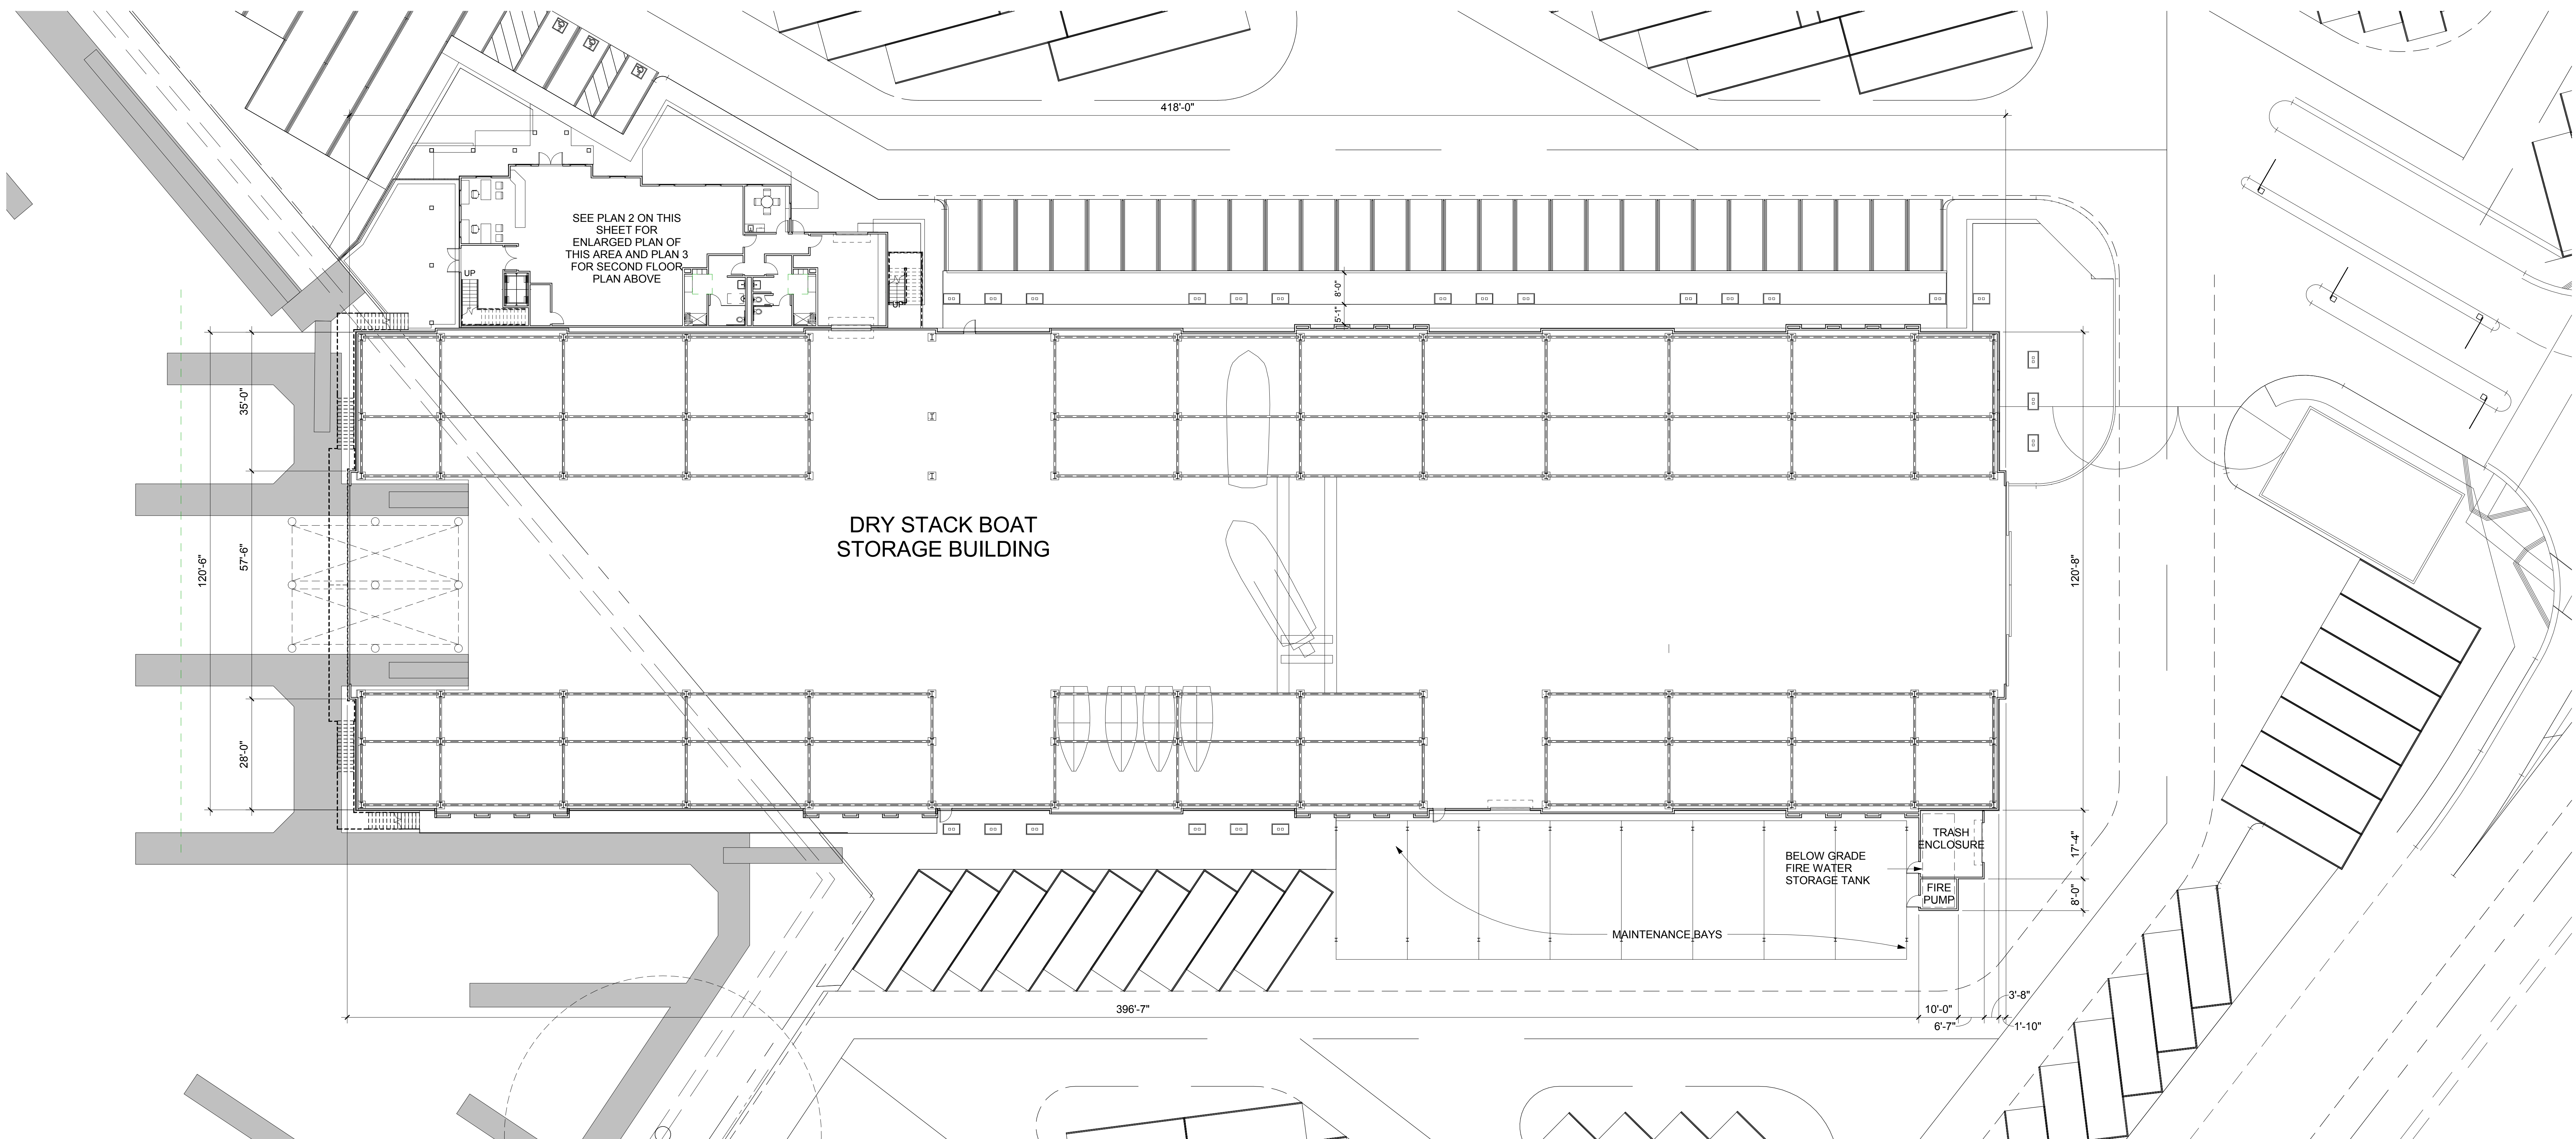 418'-0"
SEE PLAN 2 ON THIS
SHEET FOR
ENLARGED PLAN OF
THIS AREA AND PLAN 3
FOR SECOND FLOOR
PLAN ABOVE
UP
UP
8'-0"
5'-1"
35'-0"
57'-6"
120'-6"
28'-0"
DRY STACK BOAT
STORAGE BUILDING
120'-8"
TRASH
ENCLOSURE
17'-4"
BELOW GRADE
FIRE WATER
STORAGE TANK
FIRE
PUMP
8'-0"
MAINTENANCE BAYS
396'-7"
10'-0"
3'-8"
6'-7"
1'-10"